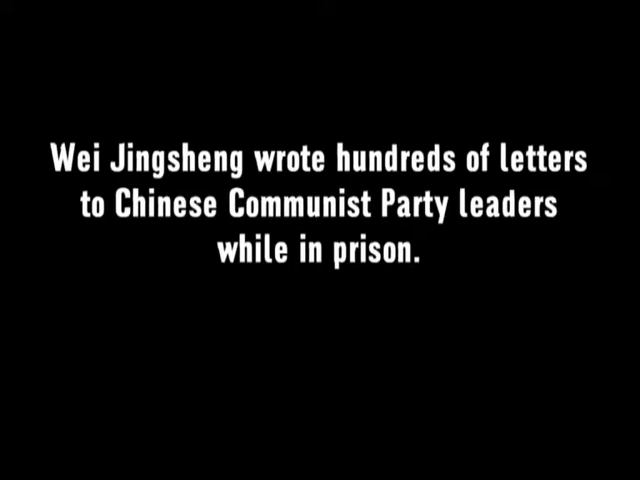 Wei Jingsheng wrote hundreds of letters
to Chinese Communist Party leaders
while in prison.